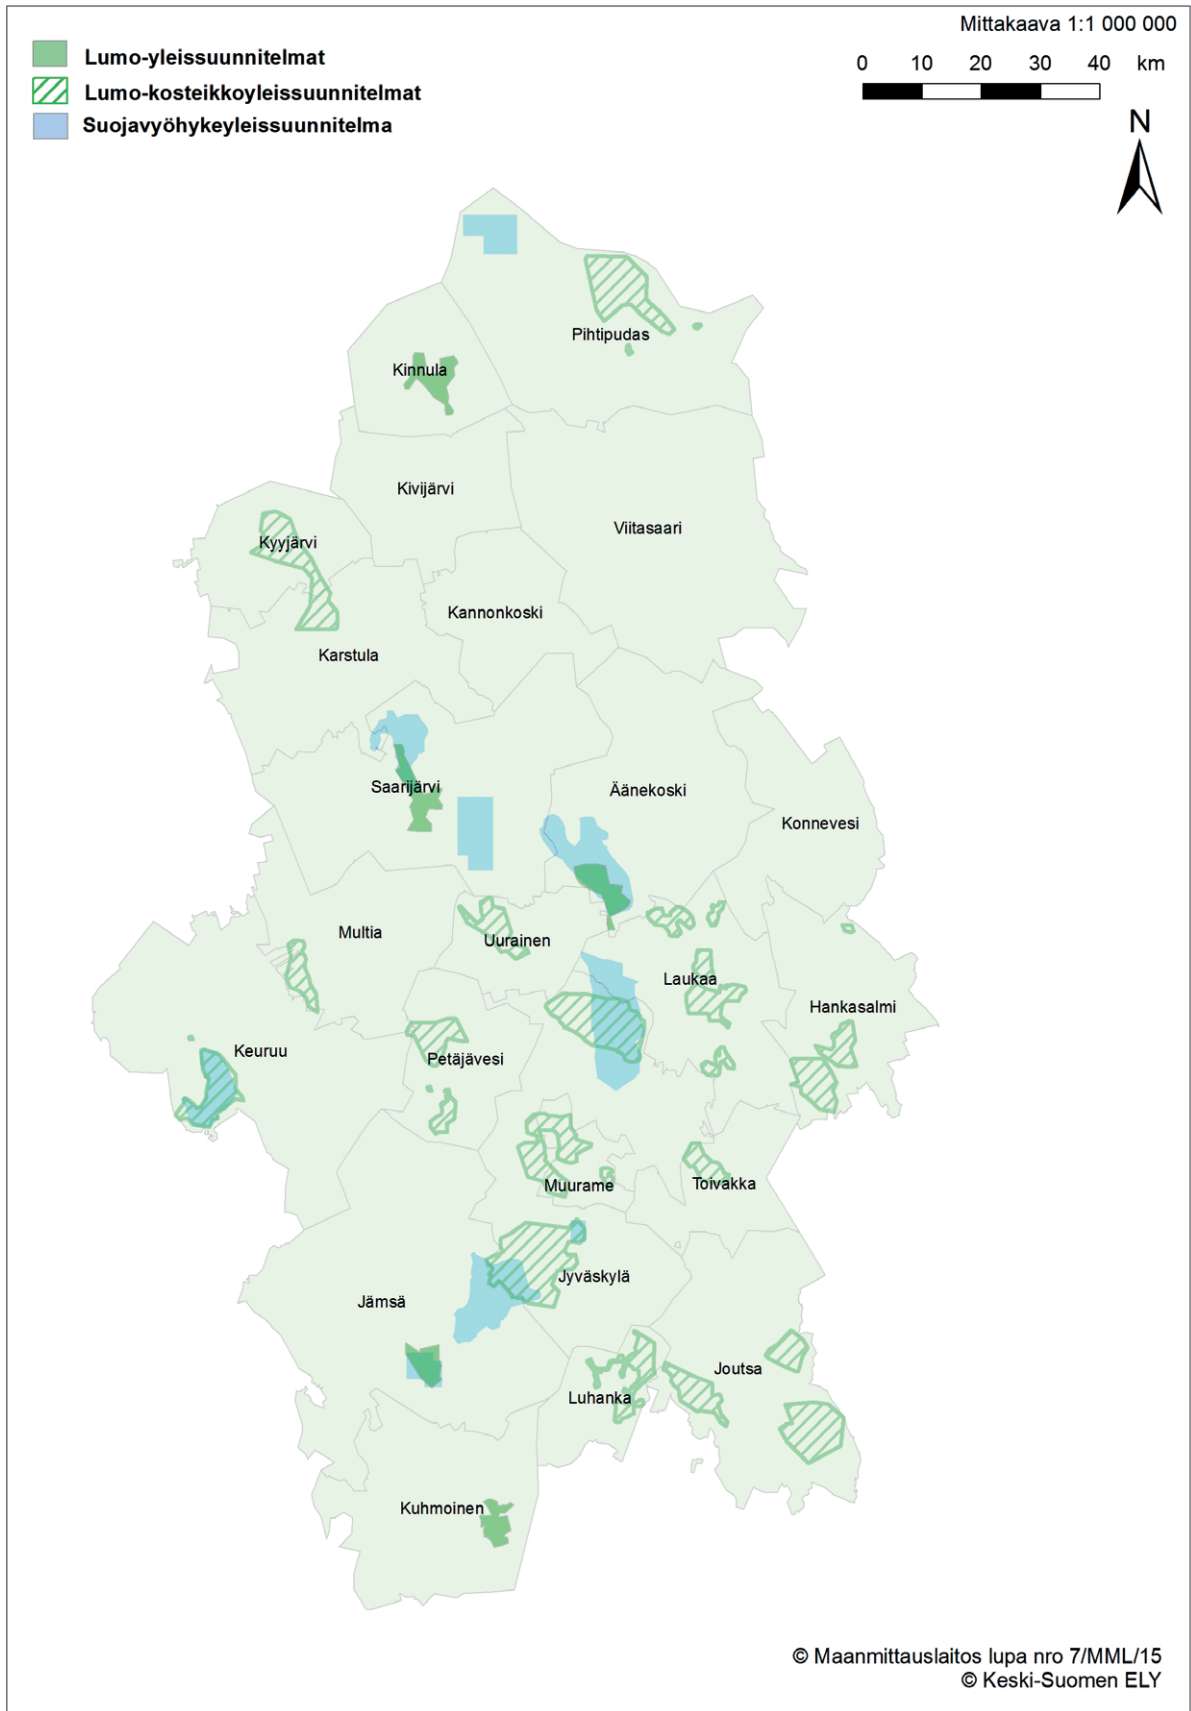 Mittakaava 1:1 000 000
0 10 20 30 40 km
N
Lumo-yleissuunnitelmat
Lumo-kosteikkoyleissuunnitelmat
Suojavyöhykeyleissuunnitelma
Pihtipudas
Kinnula
Kivijärvi
Viitasaari
Kyyjärvi
Kannonkoski
Karstula
Saarijärvi
Äänekoski
Konnevesi
Multia
Uurainen
Laukaa
Hankasalmi
Keuruu
Petäjävesi
Muurame
Toivakka
Jyväskylä
Jämsä
Joutsa
Luhanka
Kuhmoinen
© Maanmittauslaitos lupa nro 7/MML/15
© Keski-Suomen ELY